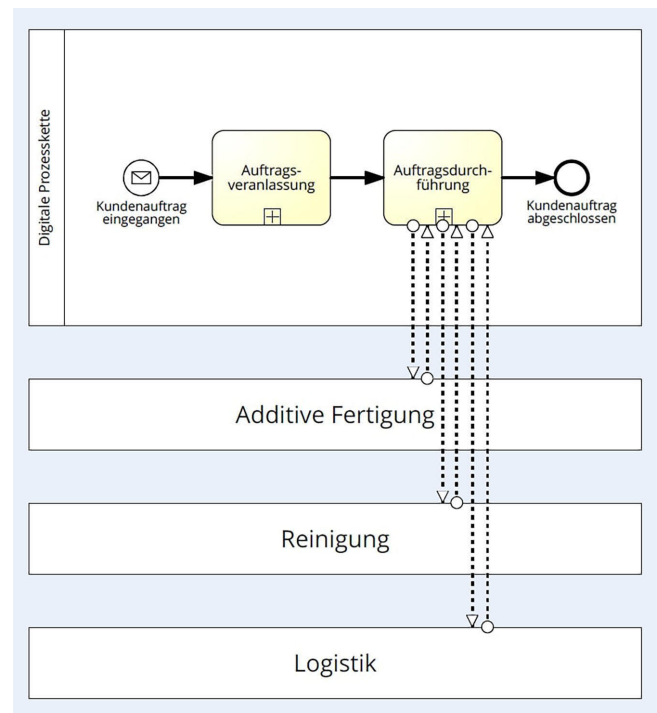 Digitale Prozesskette
Kundenauftrag
eingegangen
Auftrags-
veranlassung
Auftragsdurch-
führung
Kundenauftrag
abgeschlossen
Additive Fertigung
Reinigung
Logistik